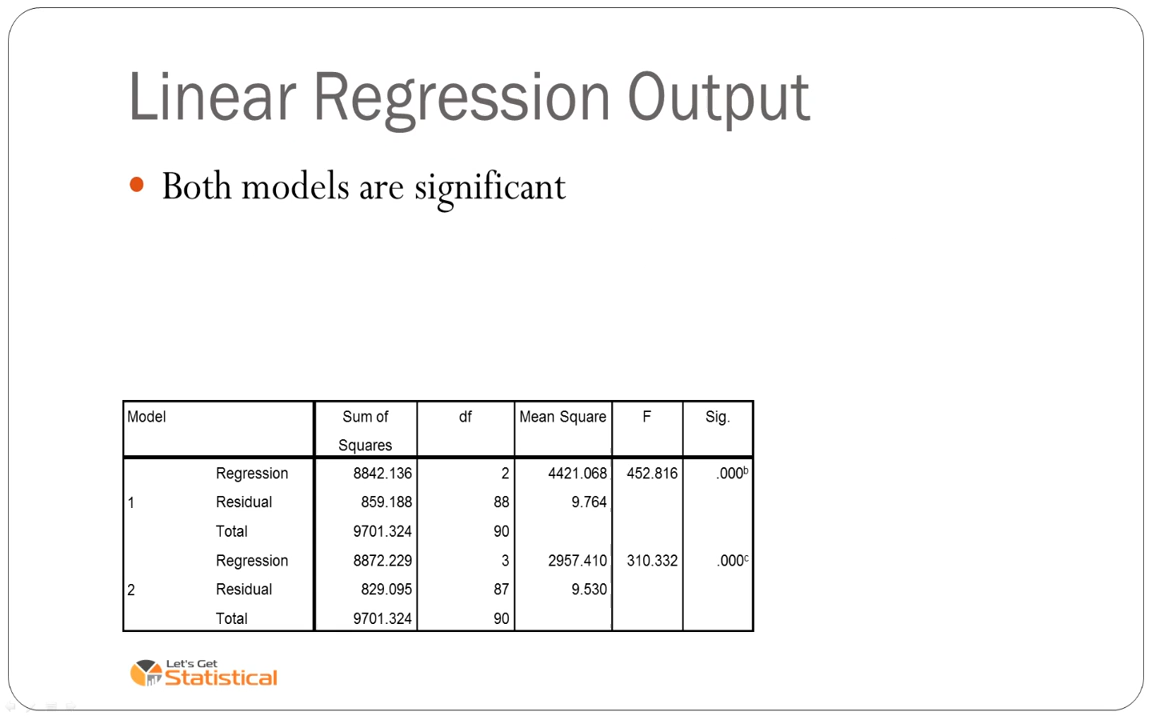 Linear Regression Output
• Both models are significant
Model Sum of Squares df Mean Square F Sig.
1 Regression 8842.136 2 4421.068 452.816 .000b
Residual 859.188 88 9.764
Total 9701.324 90
2 Regression 8872.229 3 2957.410 310.332 .000c
Residual 829.095 87 9.530
Total 9701.324 90
Let's Get
Statistical